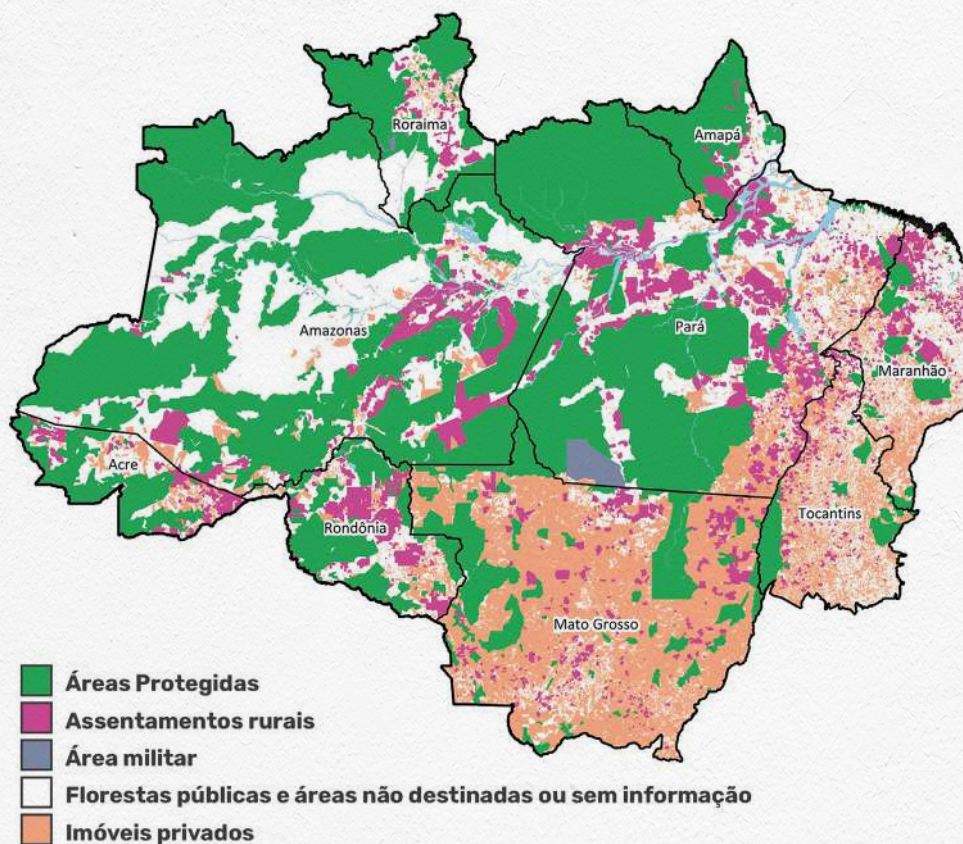 Roraima
Amapá
Amazonas
Pará
Maranhão
Acre
Tocantins
Rondônia
Mato Grosso
Áreas Protegidas
Assentamentos rurais
Área militar
Florestas públicas e áreas não destinadas ou sem informação
Imóveis privados